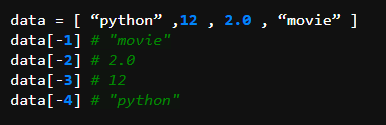 data = [ “python” ,12 , 2.0 , “movie” ]
data[-1] # "movie"
data[-2] # 2.0
data[-3] # 12
data[-4] # "python"